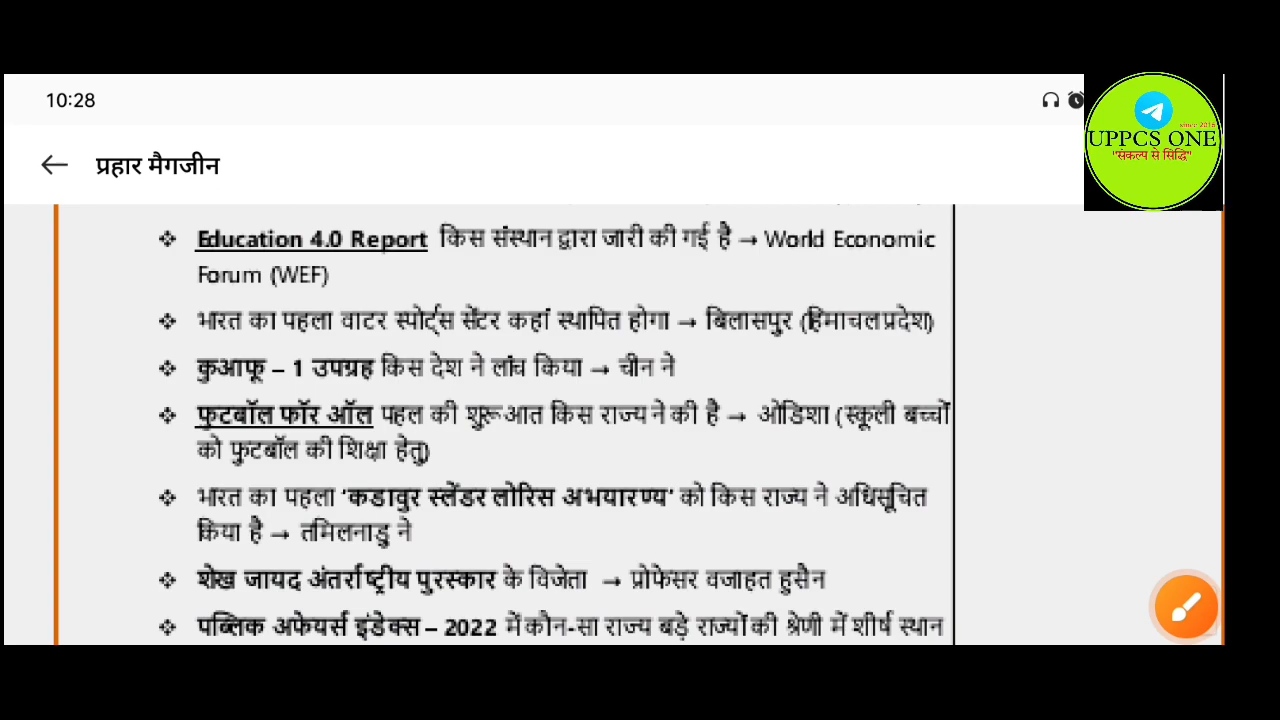 10:28
since 2016
UPPCS ONE
"संकल्प से सिद्धि"
← प्रहार मैगजीन
❖ Education 4.0 Report किस संस्थान द्वारा जारी की गई है → World Economic
Forum (WEF)
❖ भारत का पहला वाटर स्पोर्ट्स सेंटर कहां स्थापित होगा → बिलासपुर (हिमाचल प्रदेश)
❖ कुआफू – 1 उपग्रह किस देश ने लांच किया → चीन ने
❖ फुटबॉल फॉर ऑल पहल की शुरूआत किस राज्य ने की है → ओडिशा (स्कूली बच्चों
को फुटबॉल की शिक्षा हेतु)
❖ भारत का पहला ‘कडावुर स्लेंडर लोरिस अभयारण्य’ को किस राज्य ने अधिसूचित
किया है → तमिलनाडु ने
❖ शेख जायद अंतर्राष्ट्रीय पुरस्कार के विजेता → प्रोफेसर वजाहत हुसैन
❖ पब्लिक अफेयर्स इंडेक्स – 2022 में कौन-सा राज्य बड़े राज्यों की श्रेणी में शीर्ष स्थान